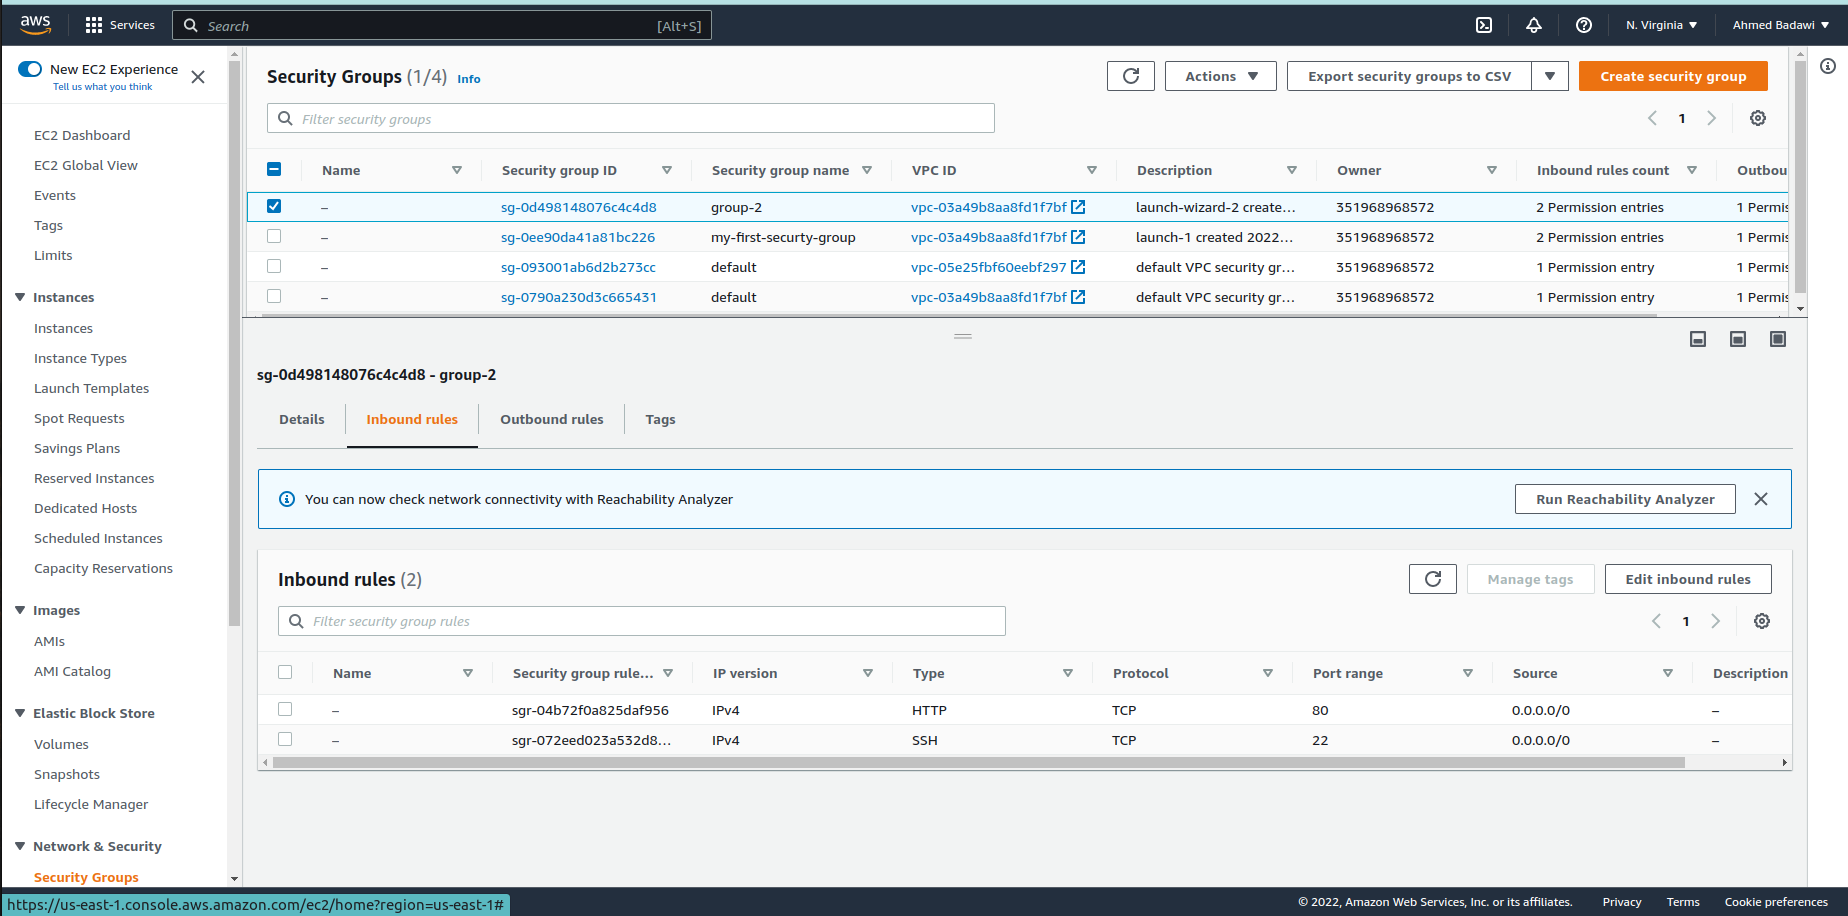 aws
Services
Search
[Alt+S]
N. Virginia
Ahmed Badawi
New EC2 Experience
Tell us what you think
EC2 Dashboard
EC2 Global View
Events
Tags
Limits
Instances
Instances
Instance Types
Launch Templates
Spot Requests
Savings Plans
Reserved Instances
Dedicated Hosts
Scheduled Instances
Capacity Reservations
Images
AMIs
AMI Catalog
Elastic Block Store
Volumes
Snapshots
Lifecycle Manager
Network & Security
Security Groups
Security Groups (1/4) Info
Actions
Export security groups to CSV
Create security group
Filter security groups
1
Name Security group ID Security group name VPC ID Description Owner Inbound rules count Outbou
– sg-0d498148076c4c4d8 group-2 vpc-03a49b8aa8fd1f7bf launch-wizard-2 create... 351968968572 2 Permission entries 1 Permis
– sg-0ee90da41a81bc226 my-first-securty-group vpc-03a49b8aa8fd1f7bf launch-1 created 2022... 351968968572 2 Permission entries 1 Permis
– sg-093001ab6d2b273cc default vpc-05e25fbf60eebf297 default VPC security gr... 351968968572 1 Permission entry 1 Permis
– sg-0790a230d3c665431 default vpc-03a49b8aa8fd1f7bf default VPC security gr... 351968968572 1 Permission entry 1 Permis
sg-0d498148076c4c4d8 - group-2
Details Inbound rules Outbound rules Tags
You can now check network connectivity with Reachability Analyzer
Run Reachability Analyzer
Inbound rules (2)
Manage tags
Edit inbound rules
Filter security group rules
1
Name Security group rule... IP version Type Protocol Port range Source Description
– sgr-04b72f0a825daf956 IPv4 HTTP TCP 80 0.0.0.0/0 –
– sgr-072eed023a532d8... IPv4 SSH TCP 22 0.0.0.0/0 –
https://us-east-1.console.aws.amazon.com/ec2/home?region=us-east-1#
© 2022, Amazon Web Services, Inc. or its affiliates. Privacy Terms Cookie preferences